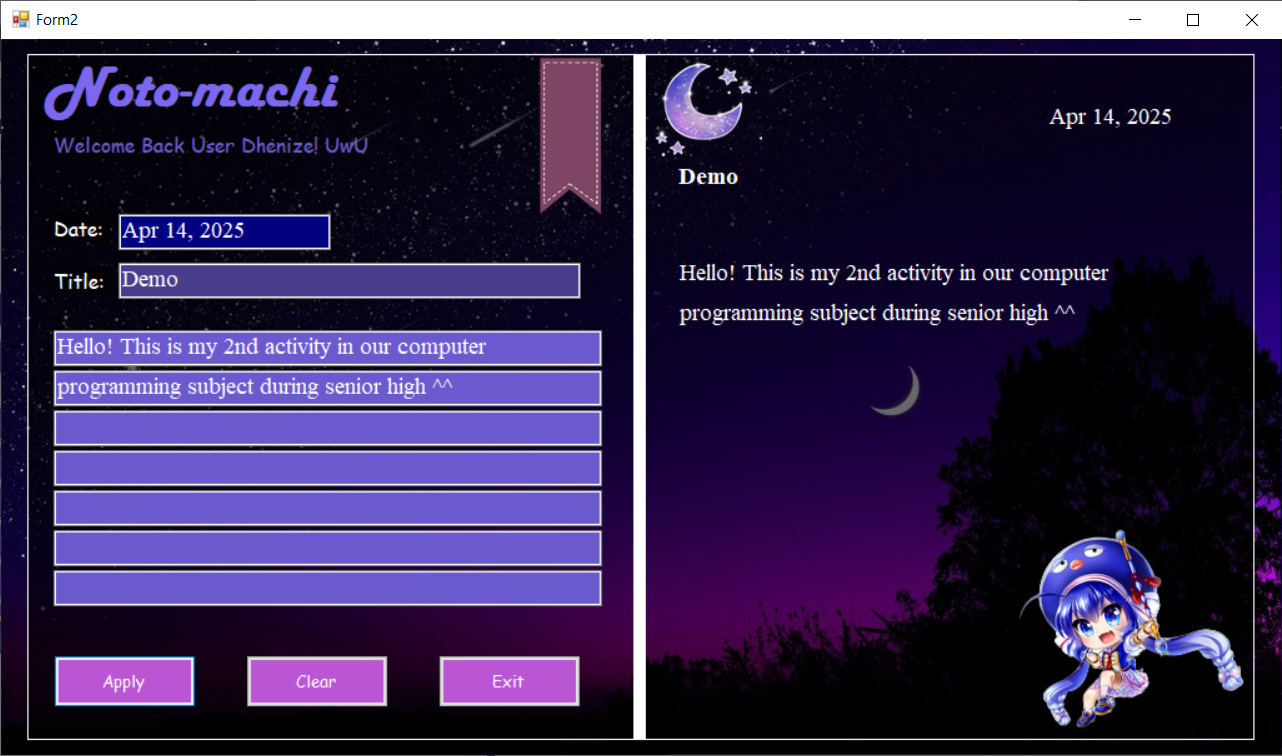 Form2
Noto-machi
Welcome Back User Dhenize! UwU
Date: Apr 14, 2025
Title: Demo
Hello! This is my 2nd activity in our computer
programming subject during senior high ^^
Apply Clear Exit
Apr 14, 2025
Demo
Hello! This is my 2nd activity in our computer
programming subject during senior high ^^